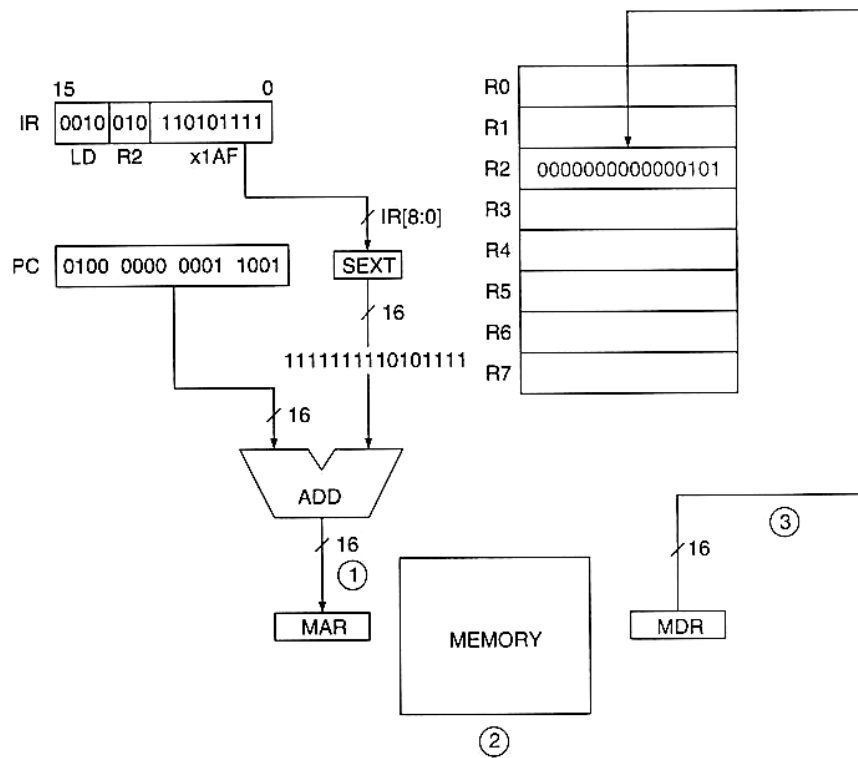 15 0
IR 0010 010 110101111
LD R2 x1AF
IR[8:0]
PC 0100 0000 0001 1001
SEXT
16
1111111110101111
16
ADD
16
①
MAR
MEMORY
②
R0
R1
R2 0000000000000101
R3
R4
R5
R6
R7
③
16
MDR